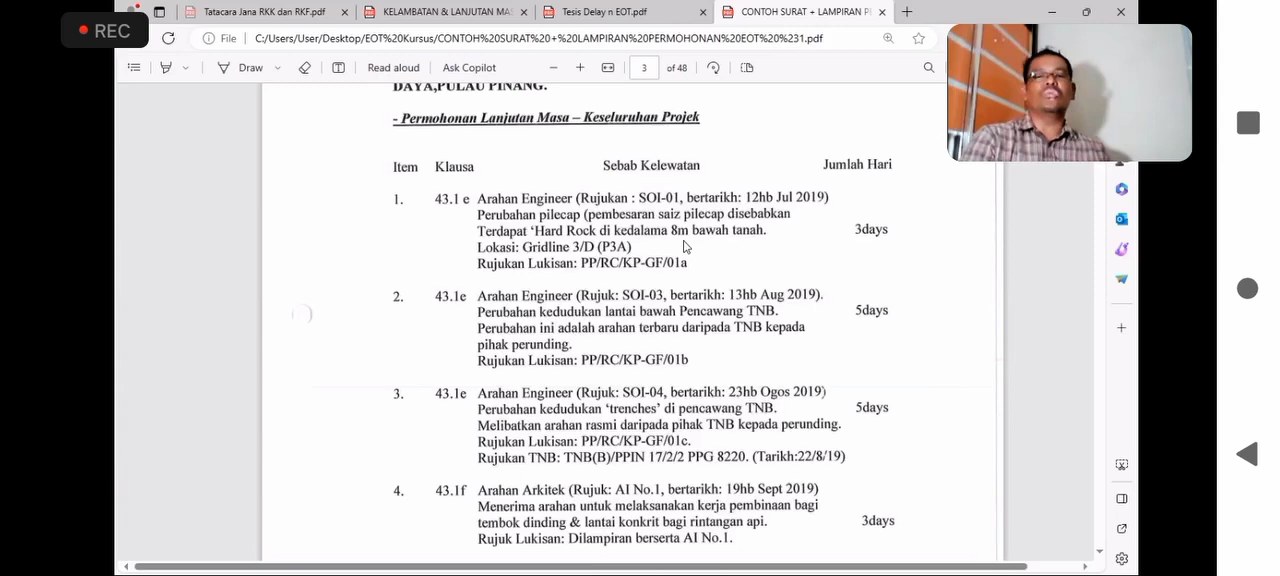 REC
Tatacara Jana RKK dan RKF.pdf
KELAMBATAN & LANJUTAN MAS
Tesis Delay n EOT.pdf
CONTOH SURAT + LAMPIRAN PE
File
C:/Users/User/Desktop/EOT%20Kursus/CONTOH%20SURAT%20+%20LAMPIRAN%20PERMOHONAN%20EOT%20%231.pdf
Draw
Read aloud
Ask Copilot
3
of 48
DAYA,PULAU PINANG.
- Permohonan Lanjutan Masa – Keseluruhan Projek
Item Klausa Sebab Kelewatan Jumlah Hari
1. 43.1 e Arahan Engineer (Rujukan : SOI-01, bertarikh: 12hb Jul 2019)
Perubahan pilecap (pembesaran saiz pilecap disebabkan
Terdapat ‘Hard Rock di kedalama 8m bawah tanah. 3days
Lokasi: Gridline 3/D (P3A)
Rujukan Lukisan: PP/RC/KP-GF/01a
2. 43.1e Arahan Engineer (Rujuk: SOI-03, bertarikh: 13hb Aug 2019).
Perubahan kedudukan lantai bawah Pencawang TNB. 5days
Perubahan ini adalah arahan terbaru daripada TNB kepada
pihak perunding.
Rujukan Lukisan: PP/RC/KP-GF/01b
3. 43.1e Arahan Engineer (Rujuk: SOI-04, bertarikh: 23hb Ogos 2019)
Perubahan kedudukan ‘trenches’ di pencawang TNB. 5days
Melibatkan arahan rasmi daripada pihak TNB kepada perunding.
Rujukan Lukisan: PP/RC/KP-GF/01c.
Rujukan TNB: TNB(B)/PPIN 17/2/2 PPG 8220. (Tarikh:22/8/19)
4. 43.1f Arahan Arkitek (Rujuk: AI No.1, bertarikh: 19hb Sept 2019)
Menerima arahan untuk melaksanakan kerja pembinaan bagi
tembok dinding & lantai konkrit bagi rintangan api. 3days
Rujuk Lukisan: Dilampiran berserta AI No.1.